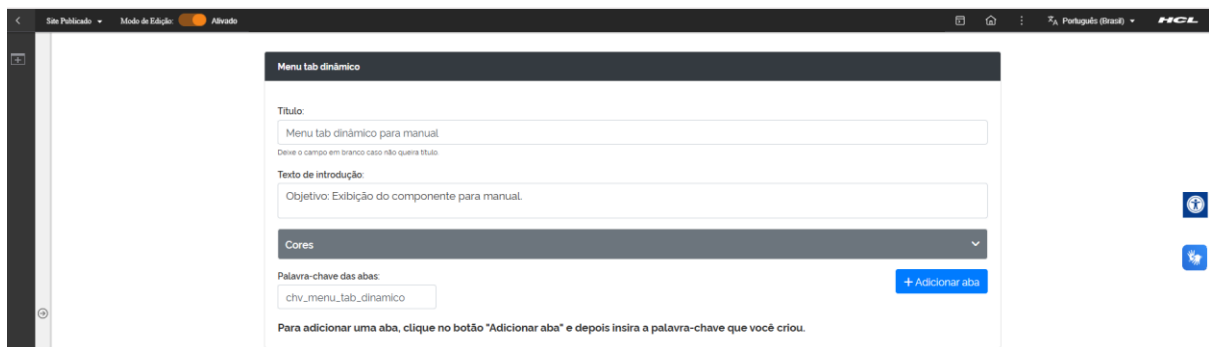 Site Publicado Modo de Edição: Ativado Português (Brasil) HCL
Menu tab dinâmico
Título:
Menu tab dinâmico para manual
Deixe o campo em branco caso não queira título.
Texto de introdução:
Objetivo: Exibição do componente para manual.
Cores
Palavra-chave das abas:
+ Adicionar aba
chv_menu_tab_dinamico
Para adicionar uma aba, clique no botão "Adicionar aba" e depois insira a palavra-chave que você criou.